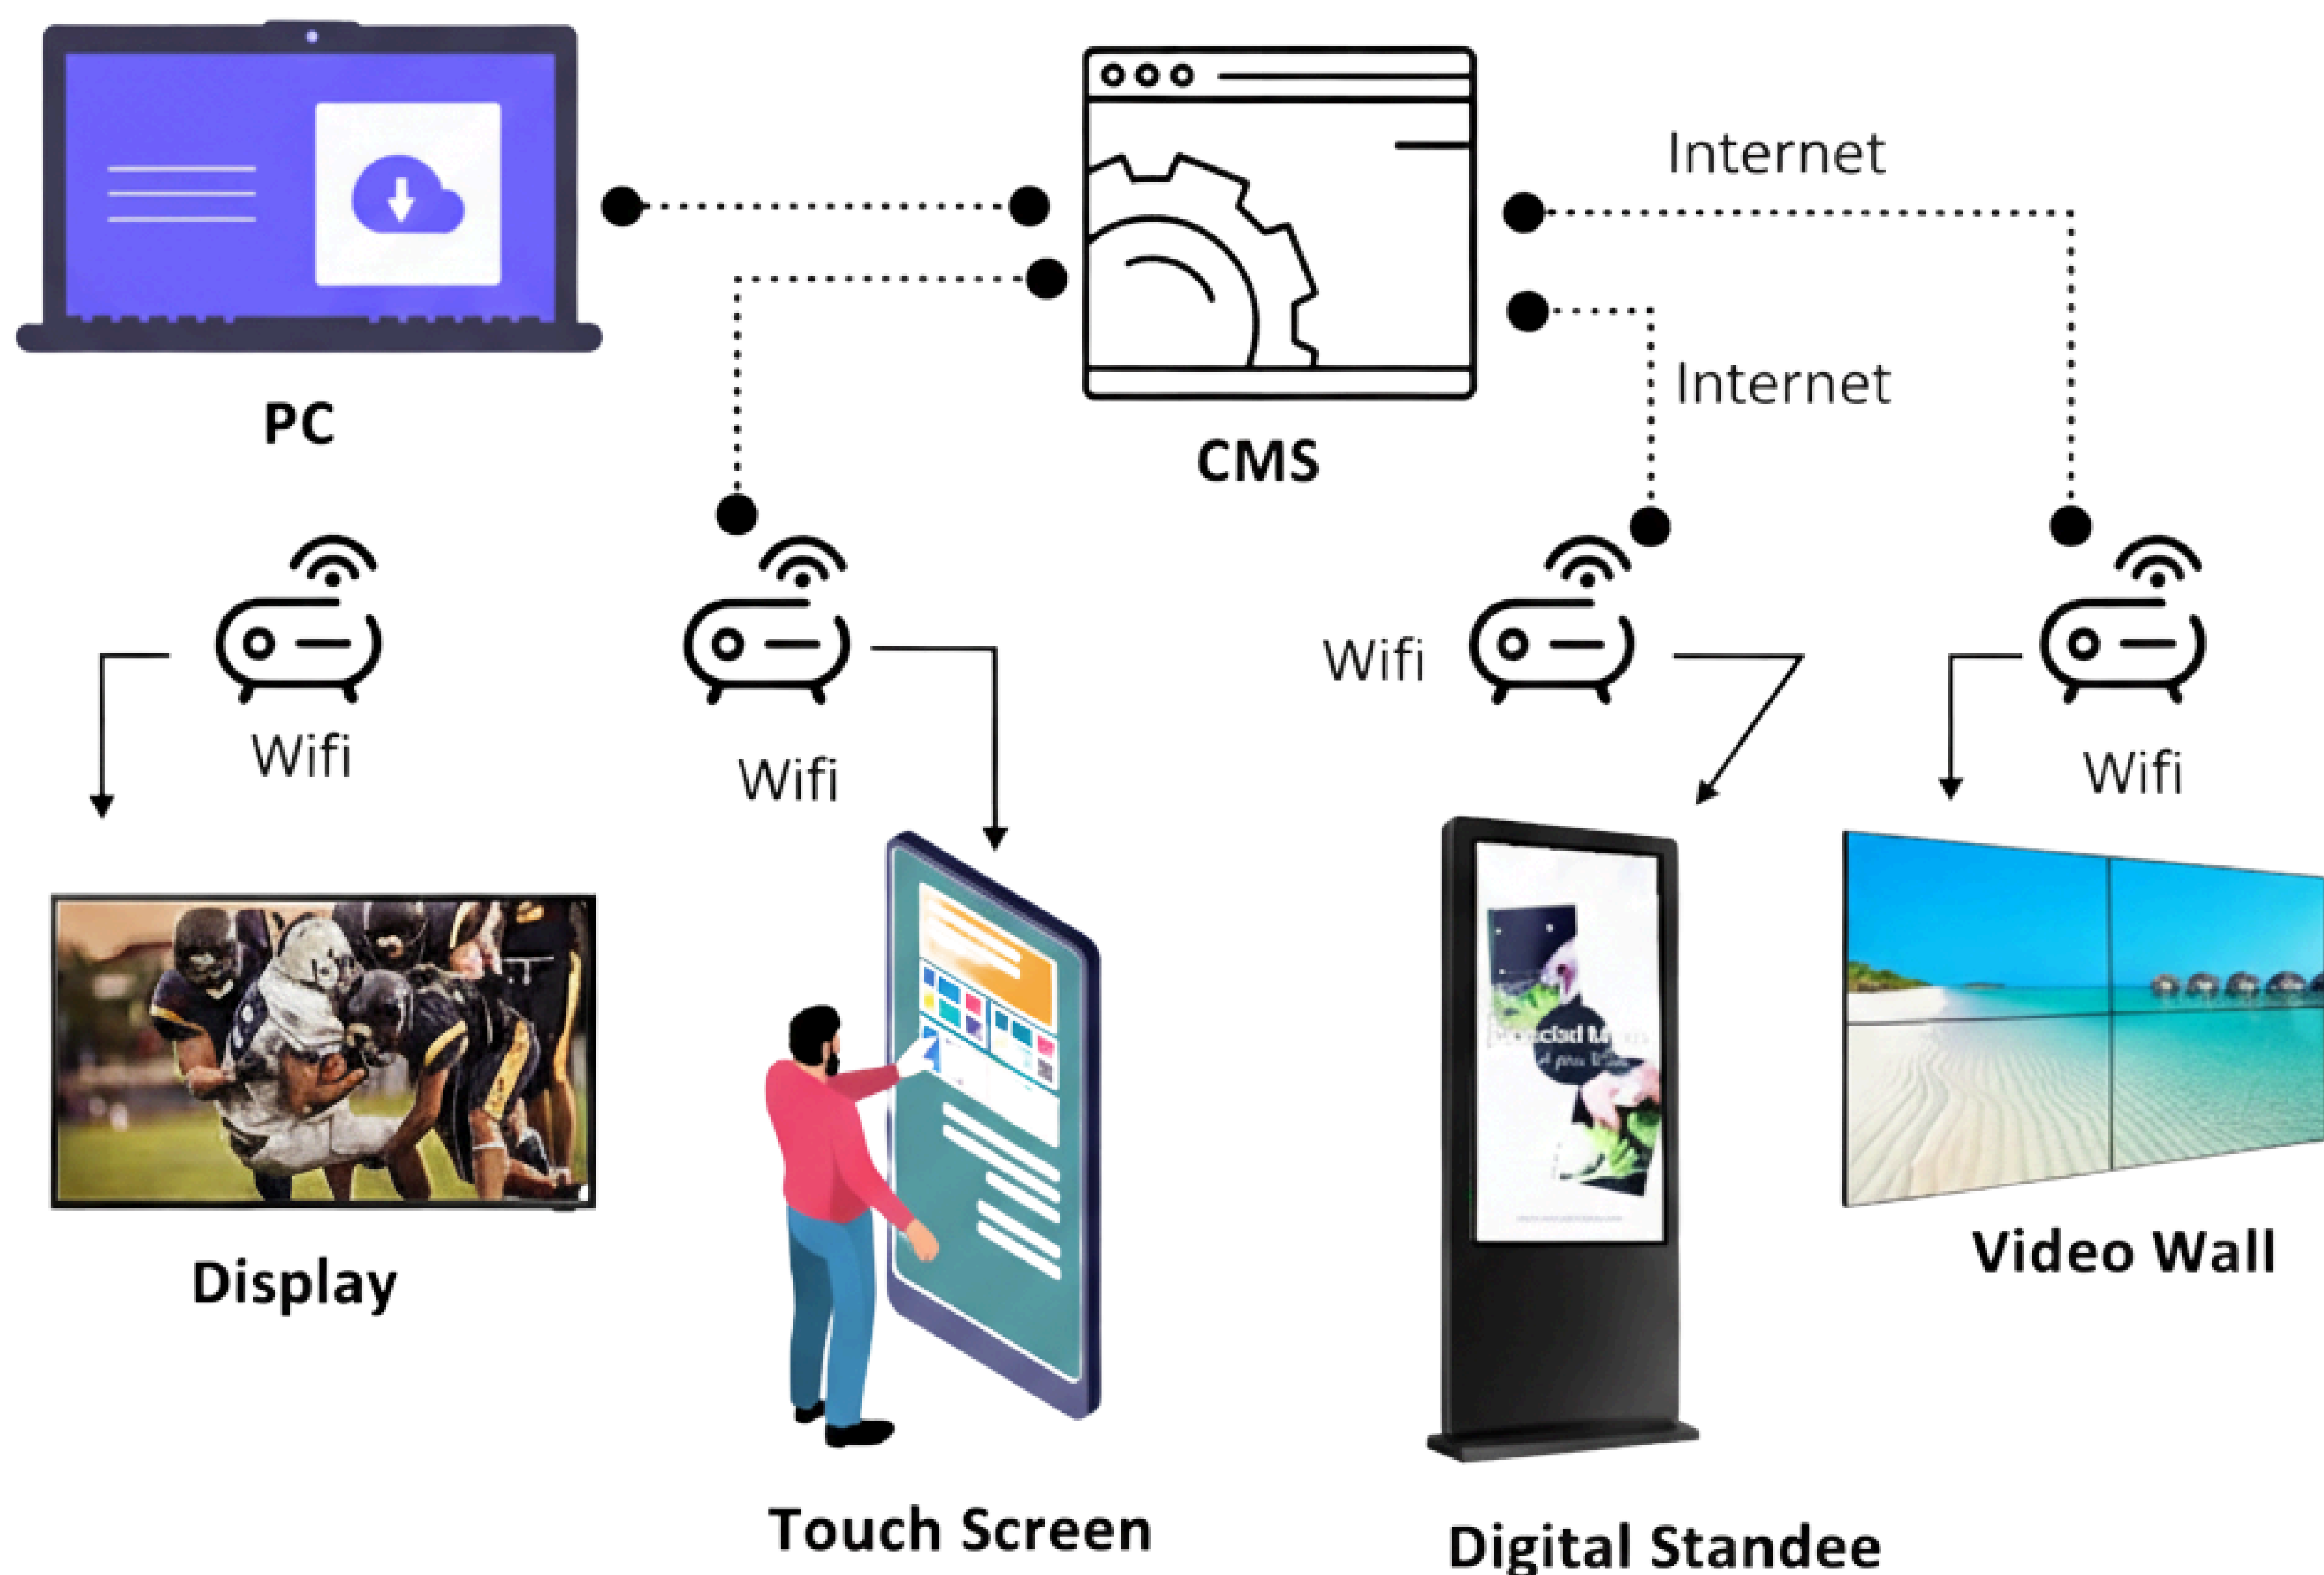 Internet
Internet
PC
CMS
Wifi
Wifi
Wifi
Wifi
Display
Video Wall
Touch Screen
Digital Standee